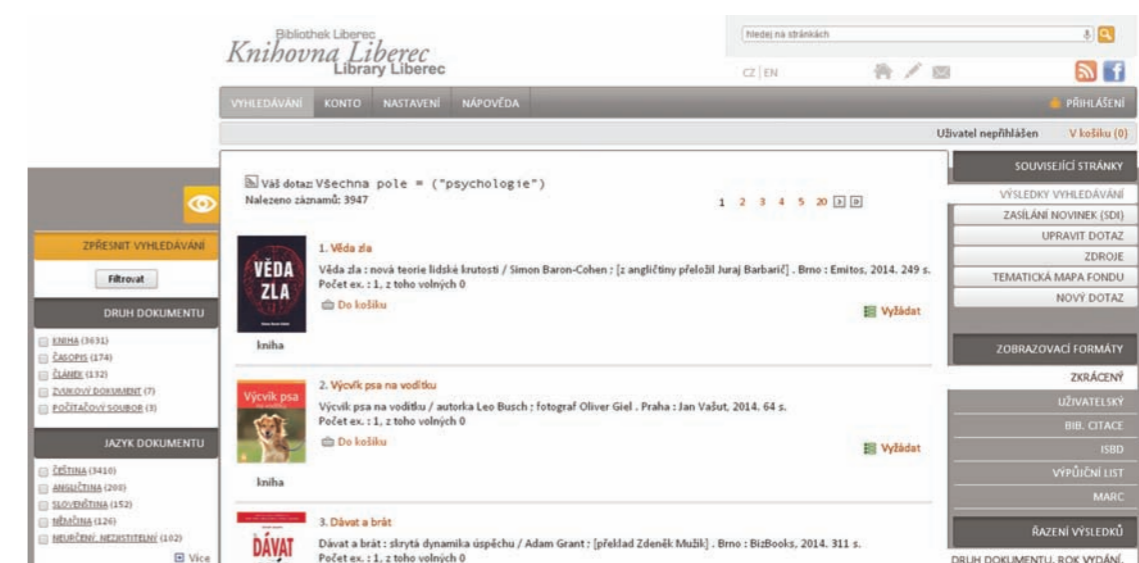 Bibliothek Liberec
Knihovna Liberec
Library Liberec
hledej na stránkách
CZ | EN
VYHLEDÁVÁNÍ KONTO NASTAVENÍ NÁPOVĚDA PŘIHLÁŠENÍ
Uživatel nepřihlášen V košíku (0)
ZPŘESNIT VYHLEDÁVÁNÍ
Filtrovat
DRUH DOKUMENTU
KNIHA (3631)
ČASOPIS (174)
ČLÁNEK (132)
ZVUKOVÝ DOKUMENT (7)
POČÍTAČOVÝ SOUBOR (3)
JAZYK DOKUMENTU
ČEŠTINA (3410)
ANGLIČTINA (208)
SLOVENŠTINA (152)
NĚMČINA (126)
NEURČENÝ, NEZJISTITELNÝ (102)
Více
Váš dotaz: Všechna pole = ("psychologie")
Nalezeno záznamů: 3947
1 2 3 4 5 20
VĚDA
ZLA
kniha
1. Věda zla
Věda zla : nová teorie lidské krutosti / Simon Baron-Cohen ; [z angličtiny přeložil Juraj Barbarič] . Brno : Emitos, 2014. 249 s.
Počet ex. : 1, z toho volných 0
Do košíku
Vyžádat
Výcvik psa
na vodítku
kniha
2. Výcvik psa na vodítku
Výcvik psa na vodítku / autorka Leo Busch ; fotograf Oliver Giel . Praha : Jan Vašut, 2014. 64 s.
Počet ex. : 1, z toho volných 0
Do košíku
Vyžádat
DÁVAT
3. Dávat a brát
Dávat a brát : skrytá dynamika úspěchu / Adam Grant ; [překlad Zdeněk Mužík] . Brno : BizBooks, 2014. 311 s.
Počet ex. : 1, z toho volných 0
SOUVISEJÍCÍ STRÁNKY
VÝSLEDKY VYHLEDÁVÁNÍ
ZASÍLÁNÍ NOVINEK (SDI)
UPRAVIT DOTAZ
ZDROJE
TEMATICKÁ MAPA FONDU
NOVÝ DOTAZ
ZOBRAZOVACÍ FORMÁTY
ZKRÁCENÝ
UŽIVATELSKÝ
BIB. CITACE
ISBD
VÝPŮJČNÍ LIST
MARC
ŘAZENÍ VÝSLEDKŮ
DRUH DOKUMENTU, ROK VYDÁNÍ,